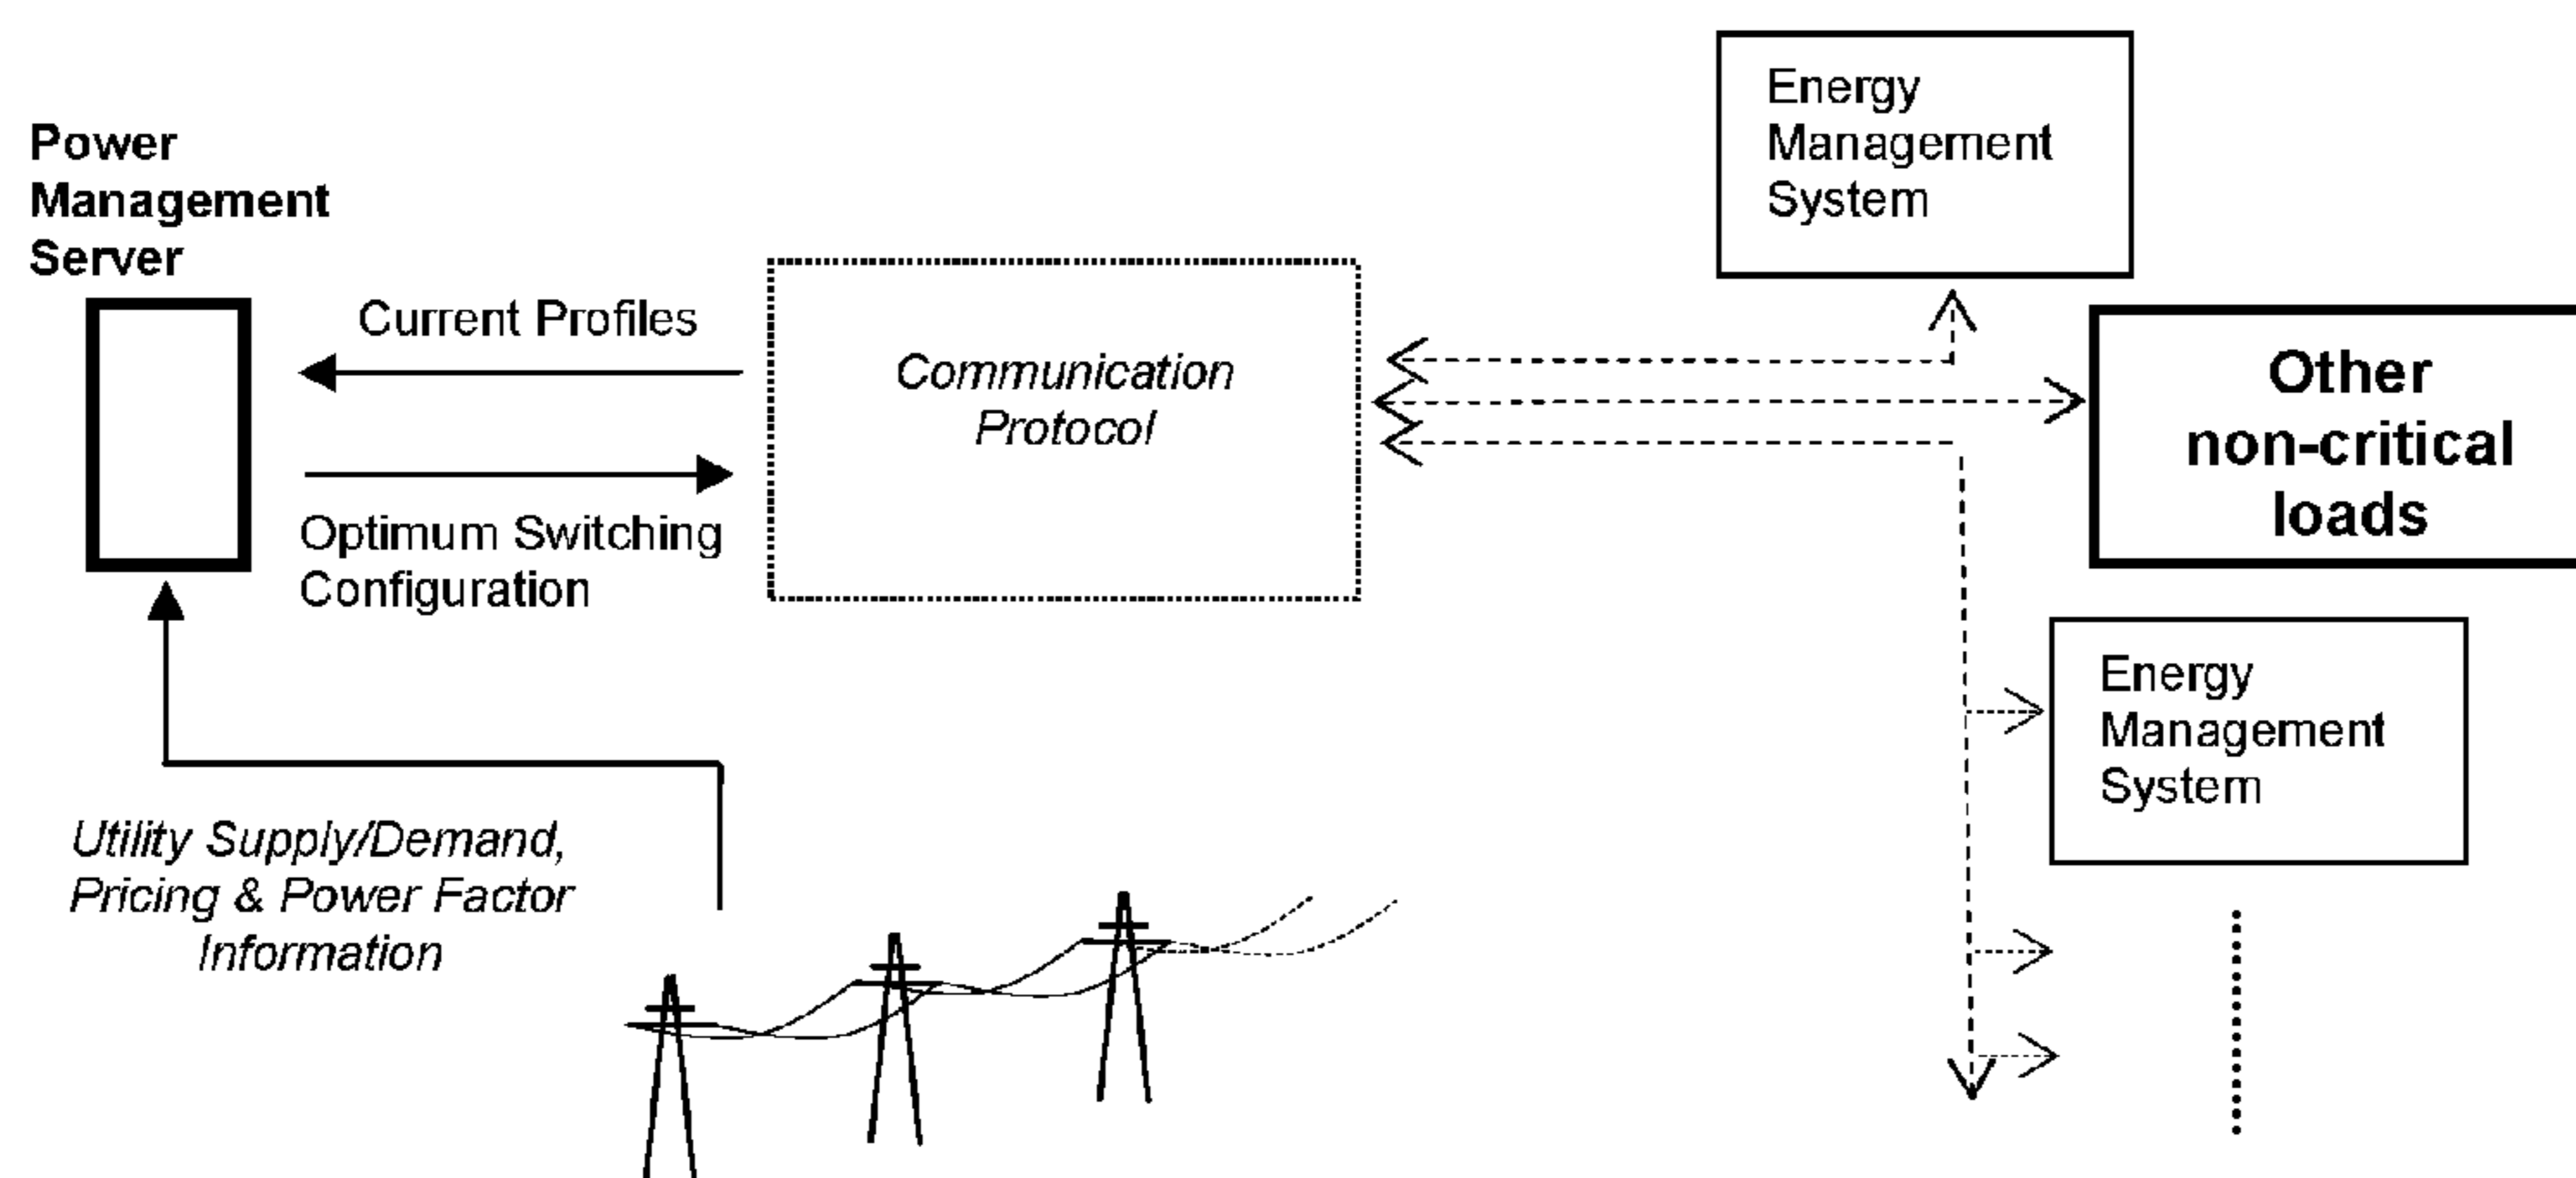 Power
Management
Server
Current Profiles
Optimum Switching
Configuration
Communication
Protocol
Energy
Management
System
Other
non-critical
loads
Energy
Management
System
Utility Supply/Demand,
Pricing & Power Factor
Information